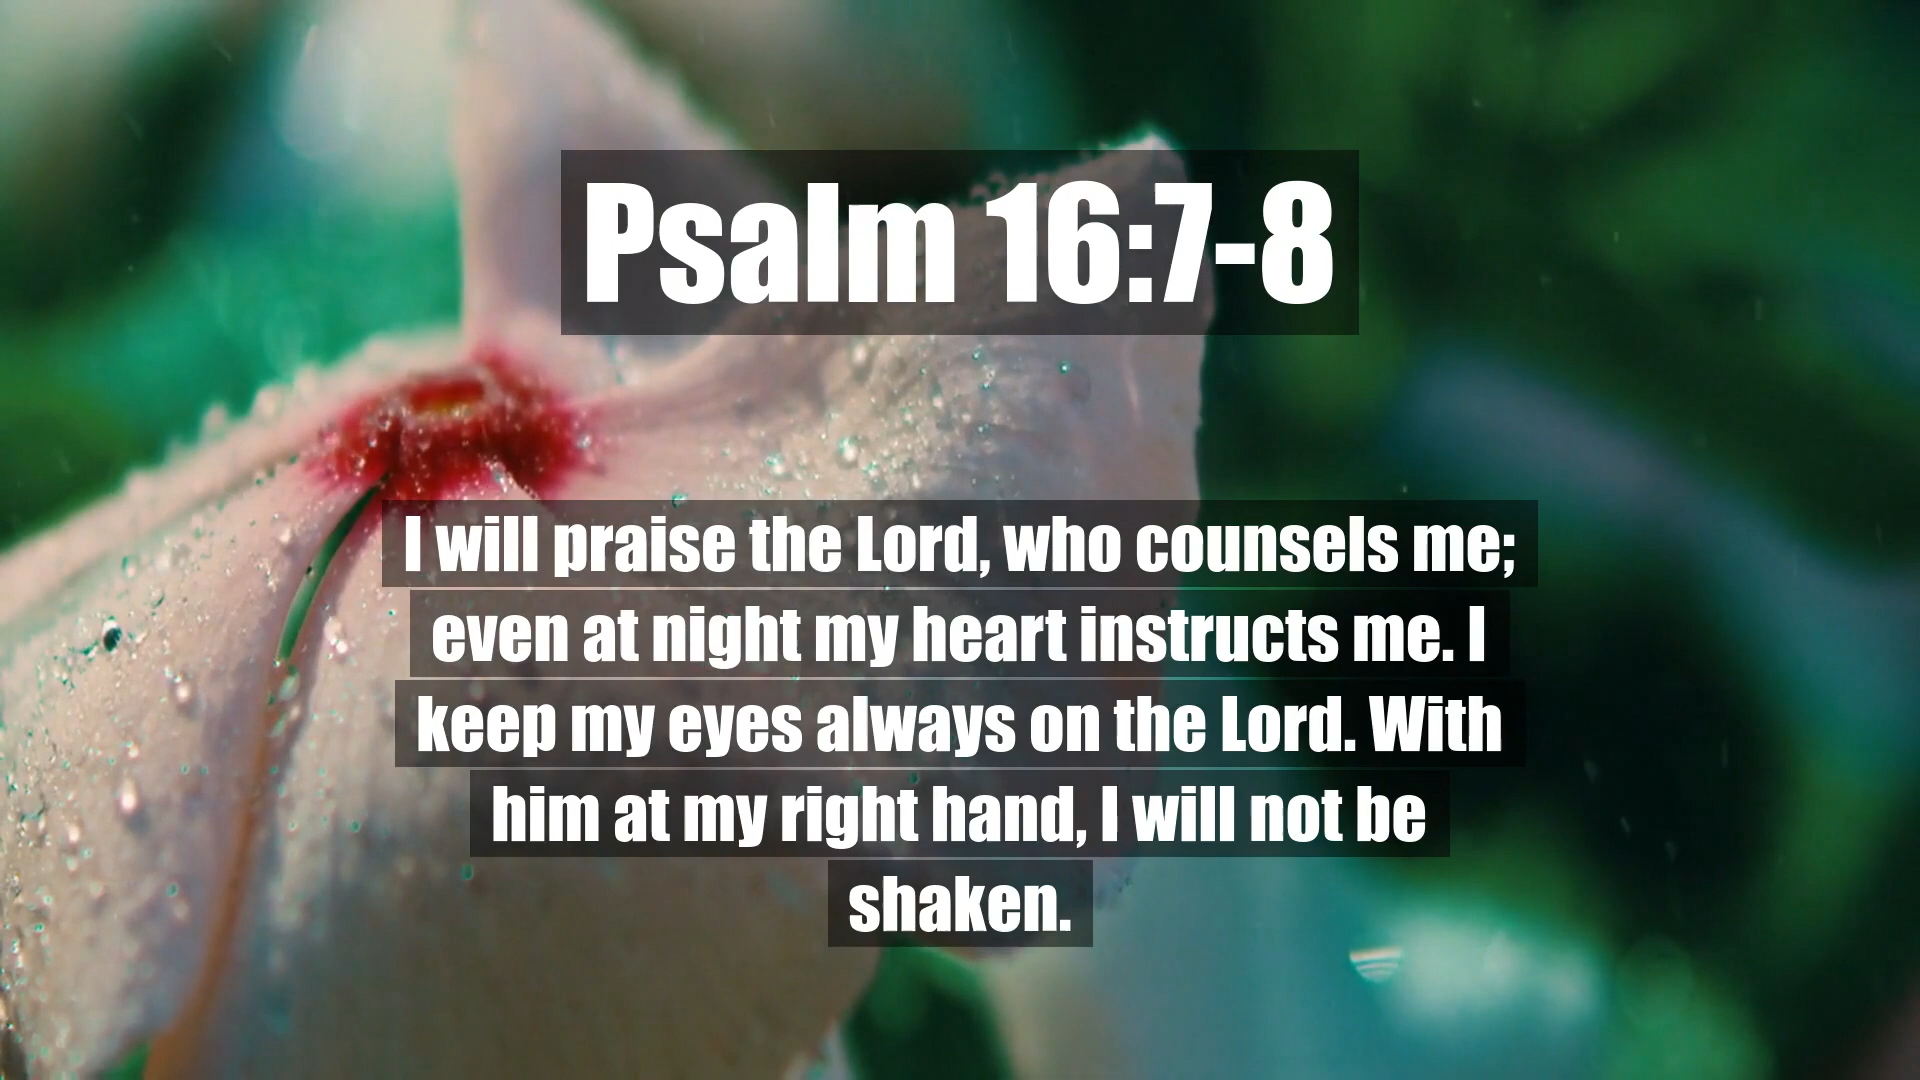 Psalm 16:7-8
I will praise the Lord, who counsels me;
even at night my heart instructs me. I
keep my eyes always on the Lord. With
him at my right hand, I will not be
shaken.